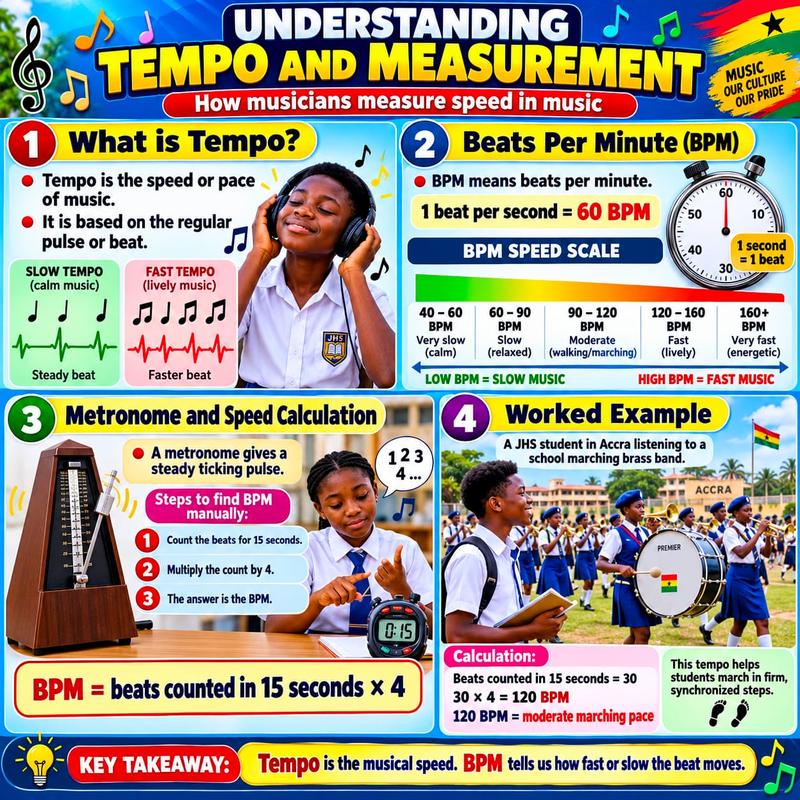 UNDERSTANDING
TEMPO AND MEASUREMENT
How musicians measure speed in music
MUSIC
OUR CULTURE
OUR PRIDE
1 What is Tempo?
Tempo is the speed or pace
of music.
It is based on the regular
pulse or beat.
SLOW TEMPO
(calm music)
Steady beat
FAST TEMPO
(lively music)
Faster beat
JHS
2 Beats Per Minute (BPM)
BPM means beats per minute.
1 beat per second = 60 BPM
60
50
10
40
30
1 second
= 1 beat
BPM SPEED SCALE
40 – 60
BPM
Very slow
(calm)
60 – 90
BPM
Slow
(relaxed)
90 – 120
BPM
Moderate
(walking/marching)
120 – 160
BPM
Fast
(lively)
160+
BPM
Very fast
(energetic)
LOW BPM = SLOW MUSIC
HIGH BPM = FAST MUSIC
3 Metronome and Speed Calculation
A metronome gives a
steady ticking pulse.
Steps to find BPM
manually:
1 Count the beats for 15 seconds.
2 Multiply the count by 4.
3 The answer is the BPM.
1 2 3
4 ...
0:15
BPM = beats counted in 15 seconds × 4
4 Worked Example
A JHS student in Accra listening to a
school marching brass band.
ACCRA
PREMIER
Calculation:
Beats counted in 15 seconds = 30
30 × 4 = 120 BPM
120 BPM = moderate marching pace
This tempo helps
students march in firm,
synchronized steps.
KEY TAKEAWAY: Tempo is the musical speed. BPM tells us how fast or slow the beat moves.